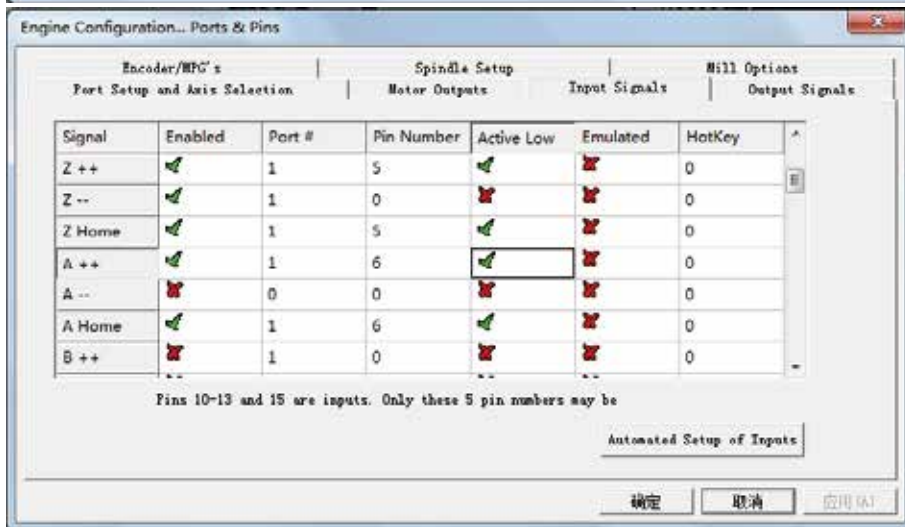 Engine Configuration... Ports & Pins
Encoder/MPG's Spindle Setup Mill Options
Port Setup and Axis Selection Motor Outputs Input Signals Output Signals
Signal Enabled Port # Pin Number Active Low Emulated HotKey
Z ++ 1 5 0
Z -- 1 0 0
Z Home 1 5 0
A ++ 1 6 0
A -- 0 0 0
A Home 1 6 0
B ++ 1 0 0
Pins 10-13 and 15 are inputs. Only these 5 pin numbers may be
Automated Setup of Inputs
确定 取消 应用(A)